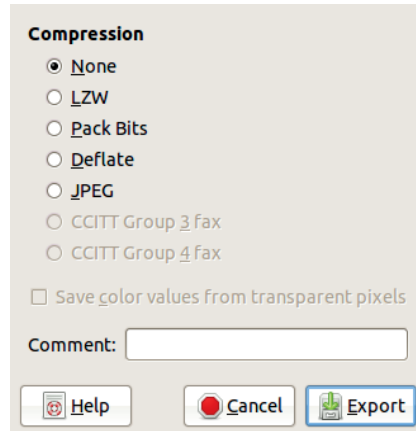 Compression
None
LZW
Pack Bits
Deflate
JPEG
CCITT Group 3 fax
CCITT Group 4 fax
Save color values from transparent pixels
Comment:
Help Cancel Export